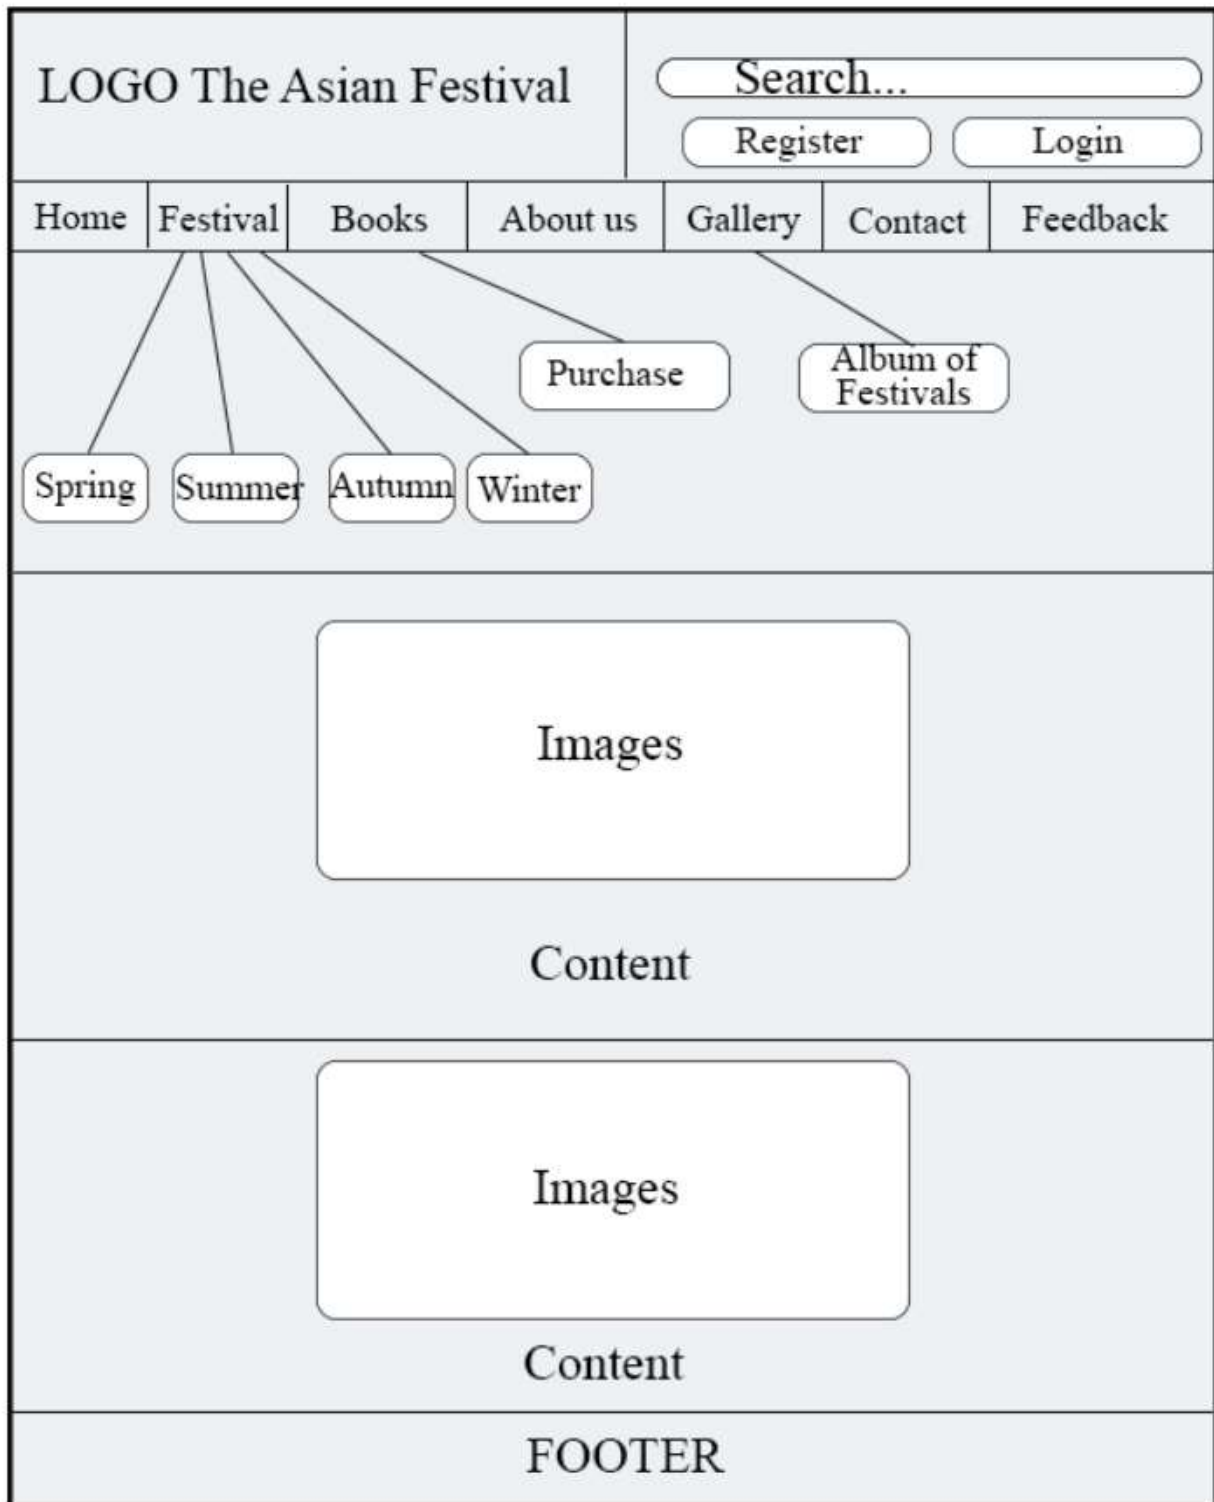 LOGO The Asian Festival
Search...
Register
Login
Home
Festival
Books
About us
Gallery
Contact
Feedback
Purchase
Album of
Festivals
Spring
Summer
Autumn
Winter
Images
Content
Images
Content
FOOTER